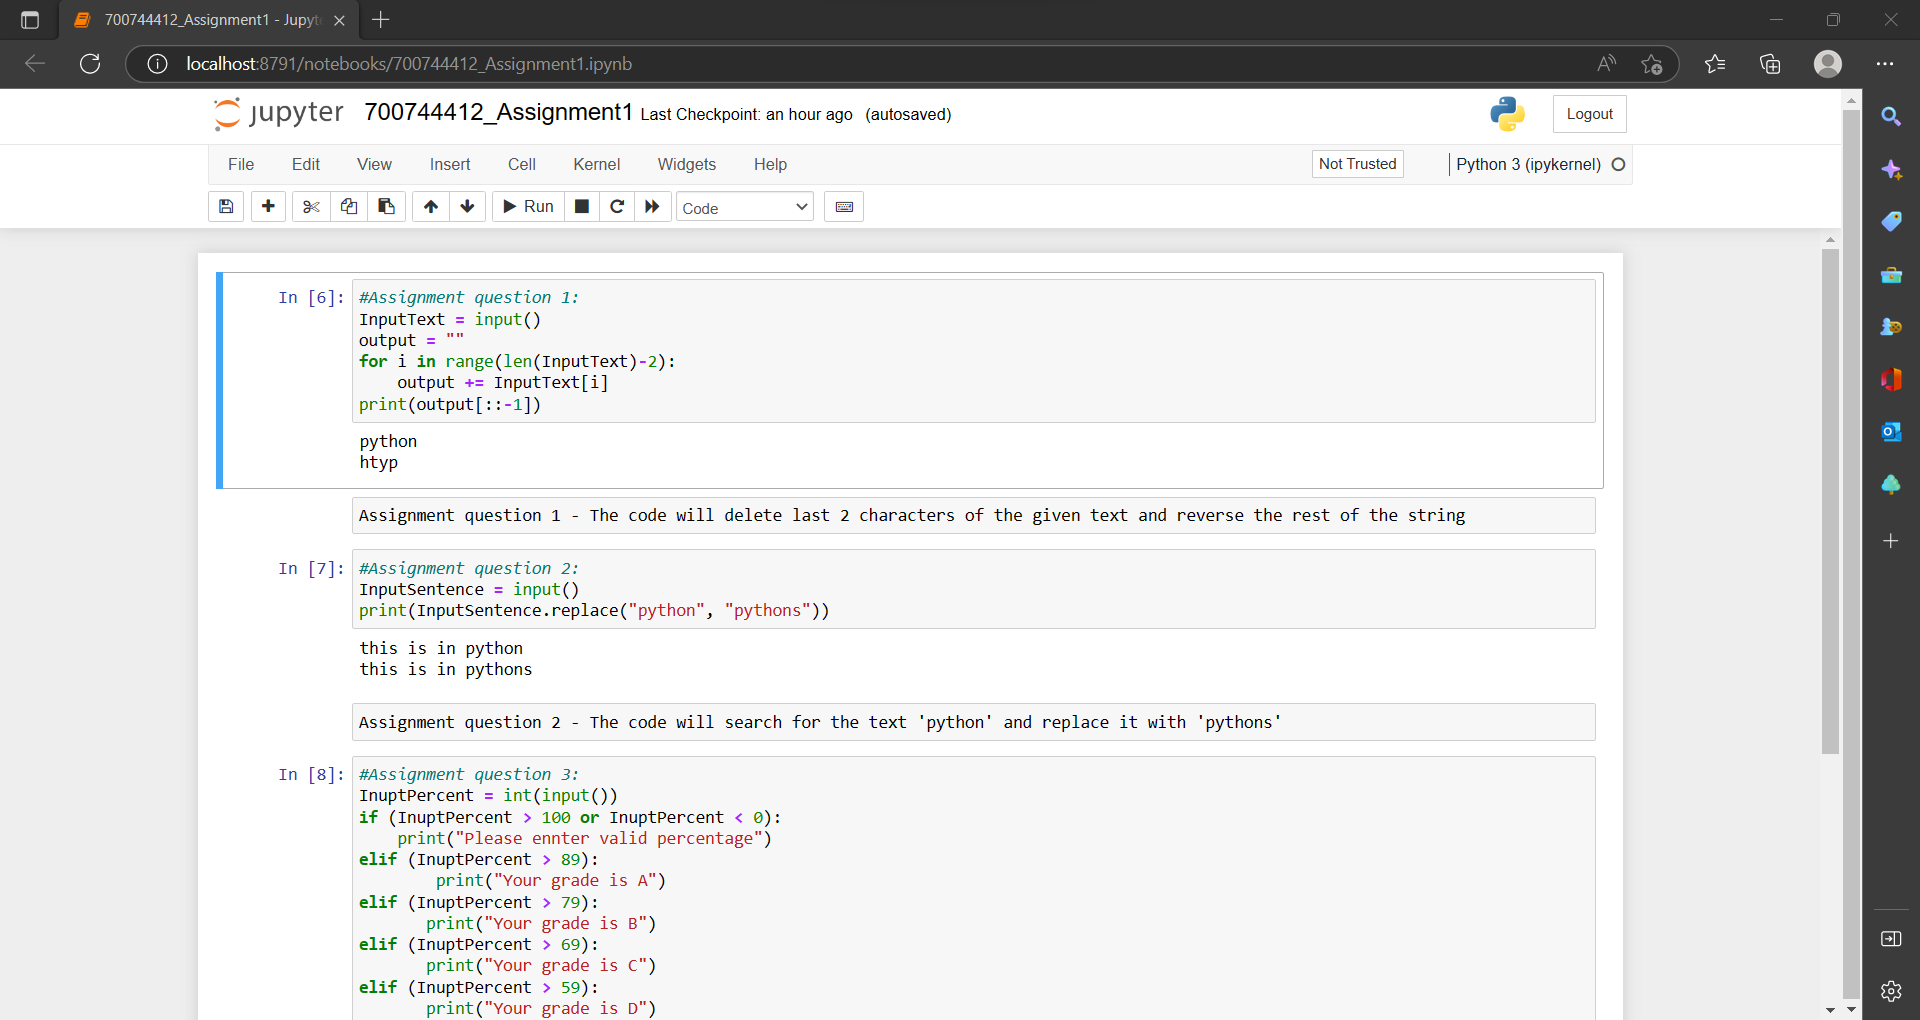 700744412_Assignment1 - Jupyt
localhost:8791/notebooks/700744412_Assignment1.ipynb
jupyter 700744412_Assignment1 Last Checkpoint: an hour ago (autosaved)
Logout
File Edit View Insert Cell Kernel Widgets Help
Not Trusted
Python 3 (ipykernel)
Run
Code
In [6]: #Assignment question 1:
InputText = input()
output = ""
for i in range(len(InputText)-2):
    output += InputText[i]
print(output[::-1])
python
htyp
Assignment question 1 - The code will delete last 2 characters of the given text and reverse the rest of the string
In [7]: #Assignment question 2:
InputSentence = input()
print(InputSentence.replace("python", "pythons"))
this is in python
this is in pythons
Assignment question 2 - The code will search for the text 'python' and replace it with 'pythons'
In [8]: #Assignment question 3:
InuptPercent = int(input())
if (InuptPercent > 100 or InuptPercent < 0):
    print("Please ennter valid percentage")
elif (InuptPercent > 89):
        print("Your grade is A")
elif (InuptPercent > 79):
       print("Your grade is B")
elif (InuptPercent > 69):
       print("Your grade is C")
elif (InuptPercent > 59):
       print("Your grade is D")